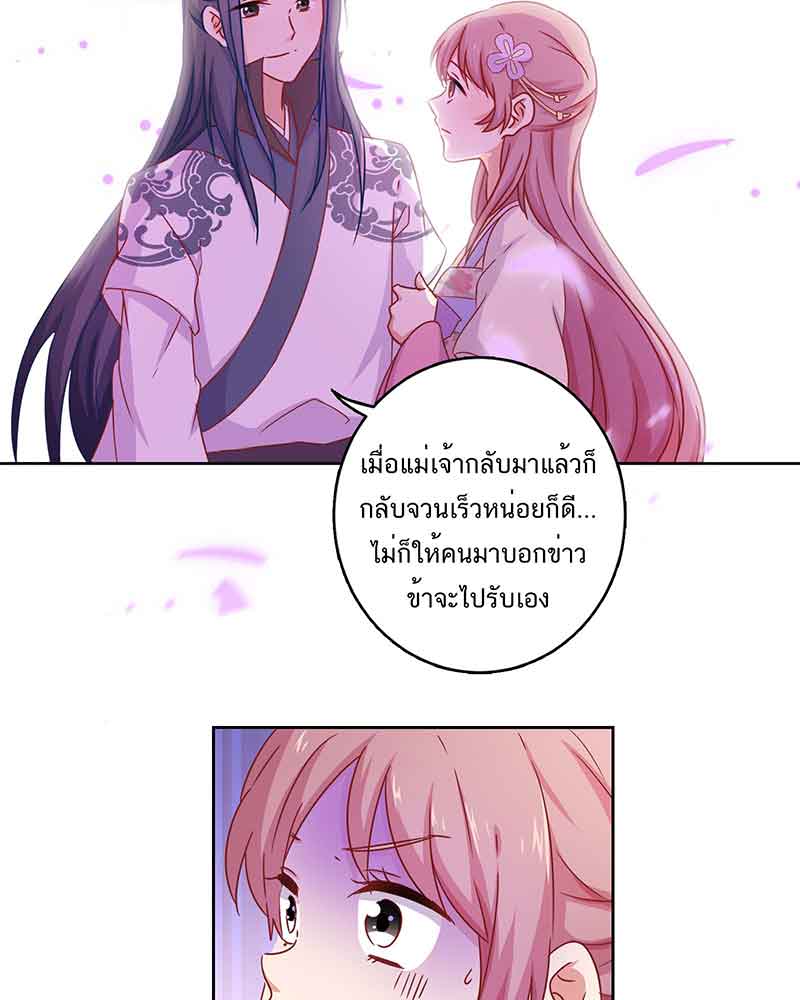 เมื่อแม่เจ้ากลับมาแล้วก็
กลับจวนเร็วหน่อยก็ดี...
ไม่ก็ให้คนมาบอกข่าว
ข้าจะไปรับเอง